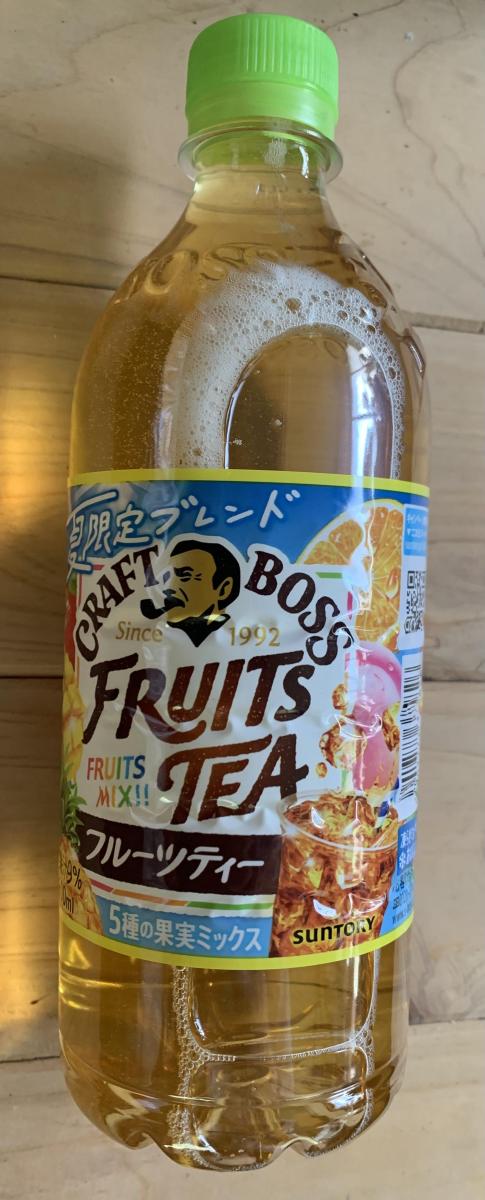 夏限定ブレンド
CRAFT BOSS
Since 1992
FRUITS
TEA
FRUITS
MIX!!
フルーツティー
5種の果実ミックス
SUNTORY